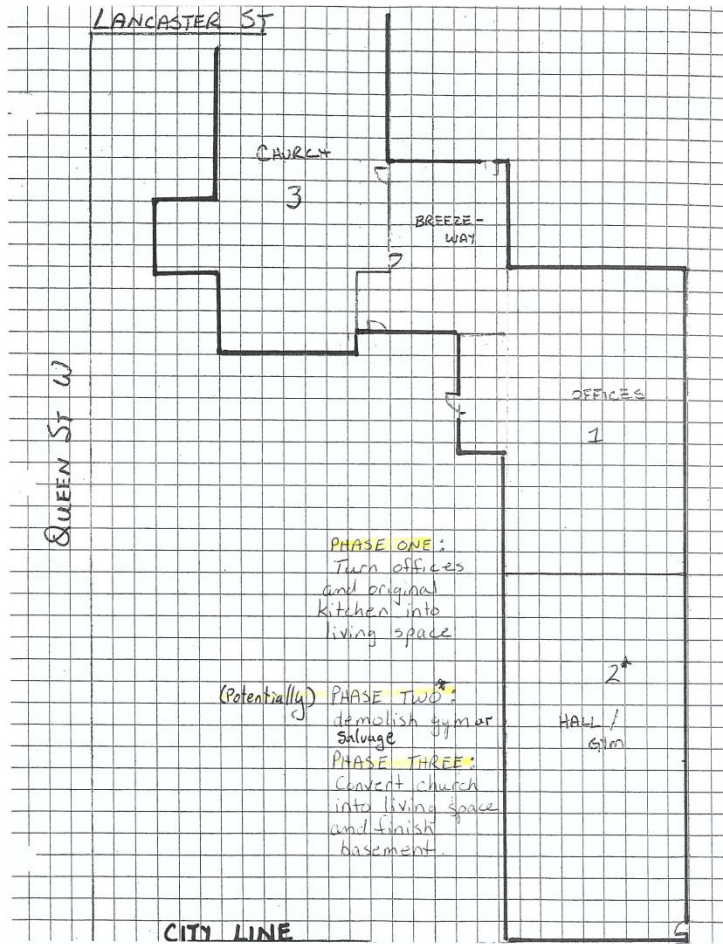 LANCASTER ST
CHURCH
3
BREEZE-
WAY
QUEEN ST W
OFFICES
1
PHASE ONE:
Turn offices
and original
kitchen into
living space
2*
HALL /
GYM
(Potentially) PHASE TWO*:
demolish gym or
Salvage
PHASE THREE:
Convert church
into living space
and finish
basement.
CITY LINE